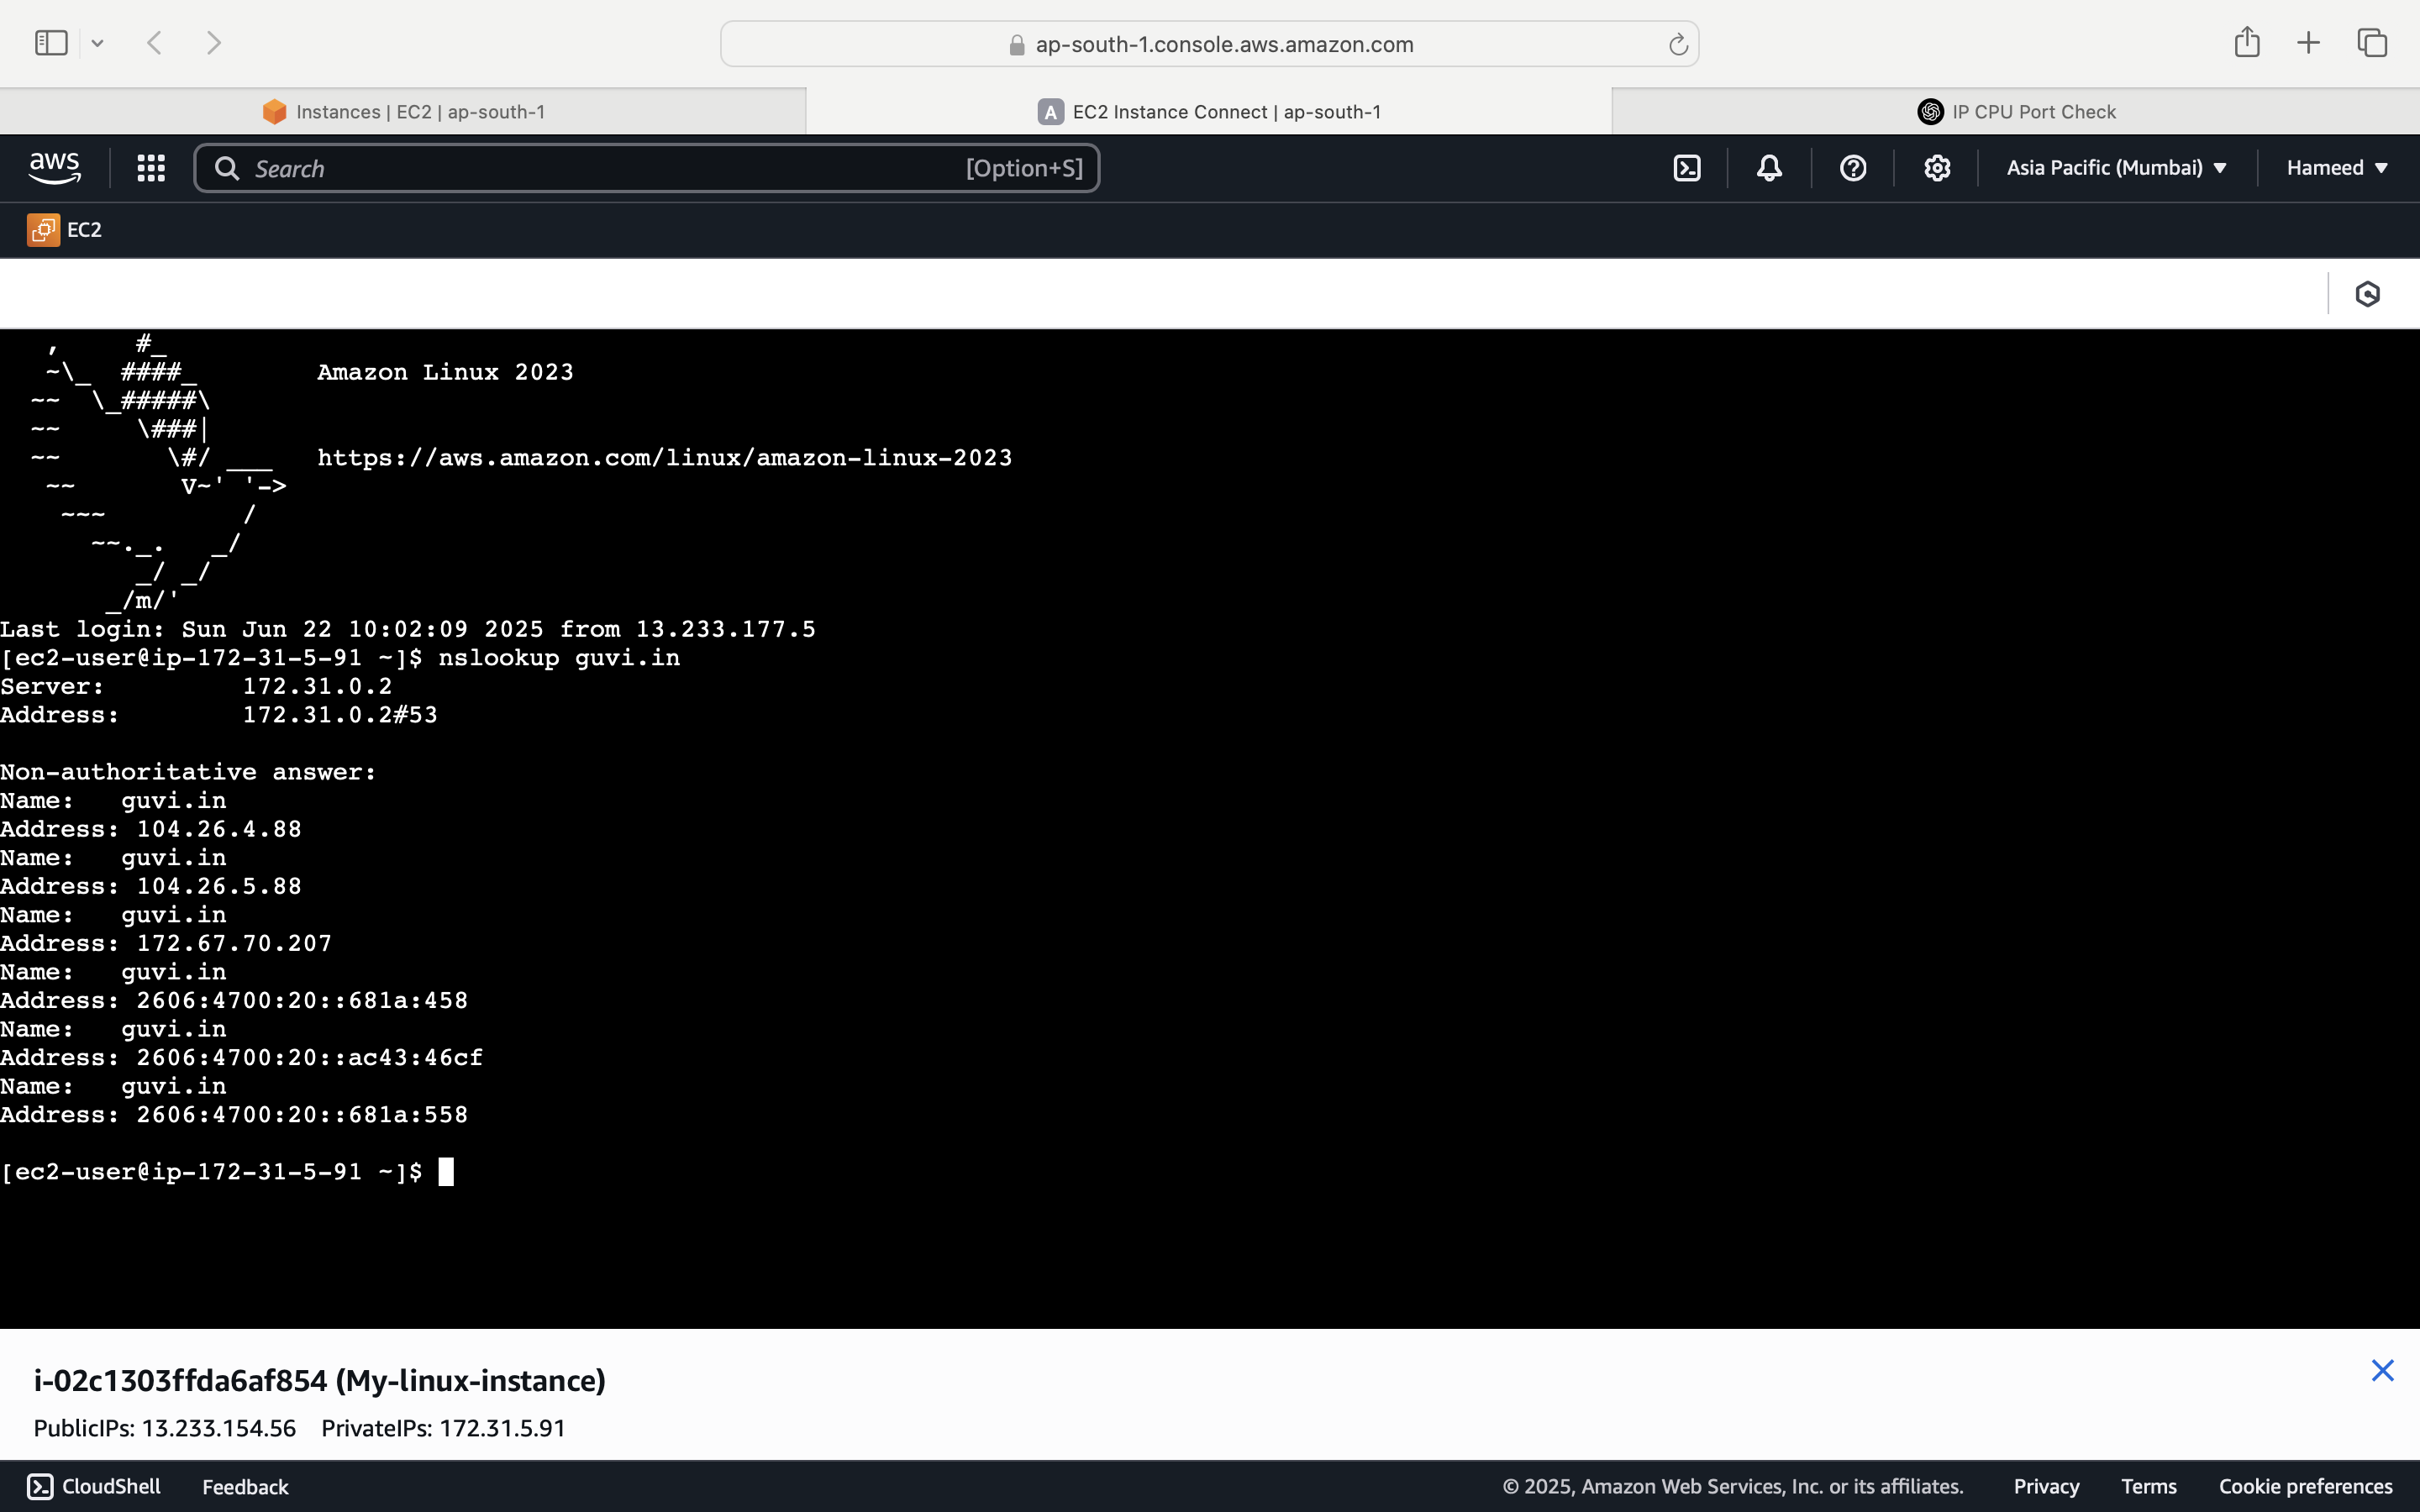 ap-south-1.console.aws.amazon.com
Instances | EC2 | ap-south-1
A EC2 Instance Connect | ap-south-1
IP CPU Port Check
aws
Search [Option+S]
Asia Pacific (Mumbai) ▼
Hameed ▼
EC2
   ,     #_
   ~\_  ####_        Amazon Linux 2023
  ~~  \_#####\
  ~~     \###|
  ~~       \#/ ___   https://aws.amazon.com/linux/amazon-linux-2023
   ~~       V~' '->
    ~~~         /
      ~~._.   _/
         _/ _/
       _/m/'
Last login: Sun Jun 22 10:02:09 2025 from 13.233.177.5
[ec2-user@ip-172-31-5-91 ~]$ nslookup guvi.in
Server:         172.31.0.2
Address:        172.31.0.2#53

Non-authoritative answer:
Name:   guvi.in
Address: 104.26.4.88
Name:   guvi.in
Address: 104.26.5.88
Name:   guvi.in
Address: 172.67.70.207
Name:   guvi.in
Address: 2606:4700:20::681a:458
Name:   guvi.in
Address: 2606:4700:20::ac43:46cf
Name:   guvi.in
Address: 2606:4700:20::681a:558

[ec2-user@ip-172-31-5-91 ~]$
i-02c1303ffda6af854 (My-linux-instance)
PublicIPs: 13.233.154.56    PrivateIPs: 172.31.5.91
CloudShell Feedback © 2025, Amazon Web Services, Inc. or its affiliates. Privacy Terms Cookie preferences